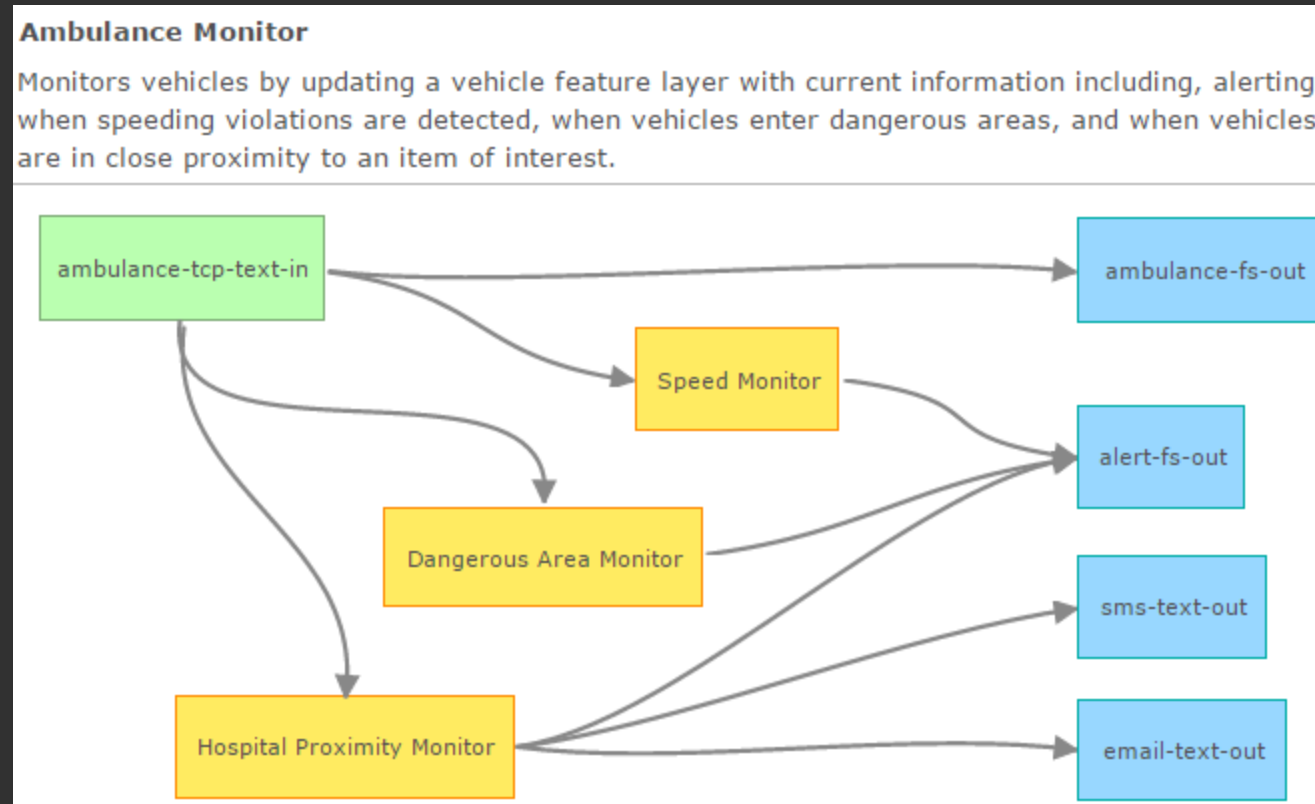 Ambulance Monitor
Monitors vehicles by updating a vehicle feature layer with current information including, alerting
when speeding violations are detected, when vehicles enter dangerous areas, and when vehicles
are in close proximity to an item of interest.
ambulance-tcp-text-in
ambulance-fs-out
Speed Monitor
alert-fs-out
Dangerous Area Monitor
sms-text-out
Hospital Proximity Monitor
email-text-out